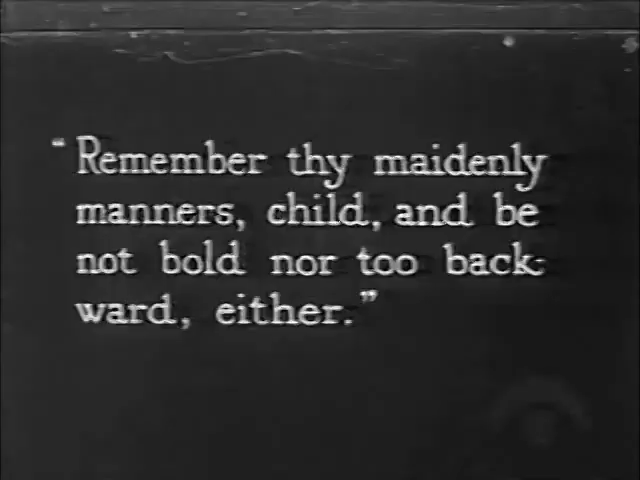 “Remember thy maidenly
manners, child, and be
not bold nor too back-
ward, either.”